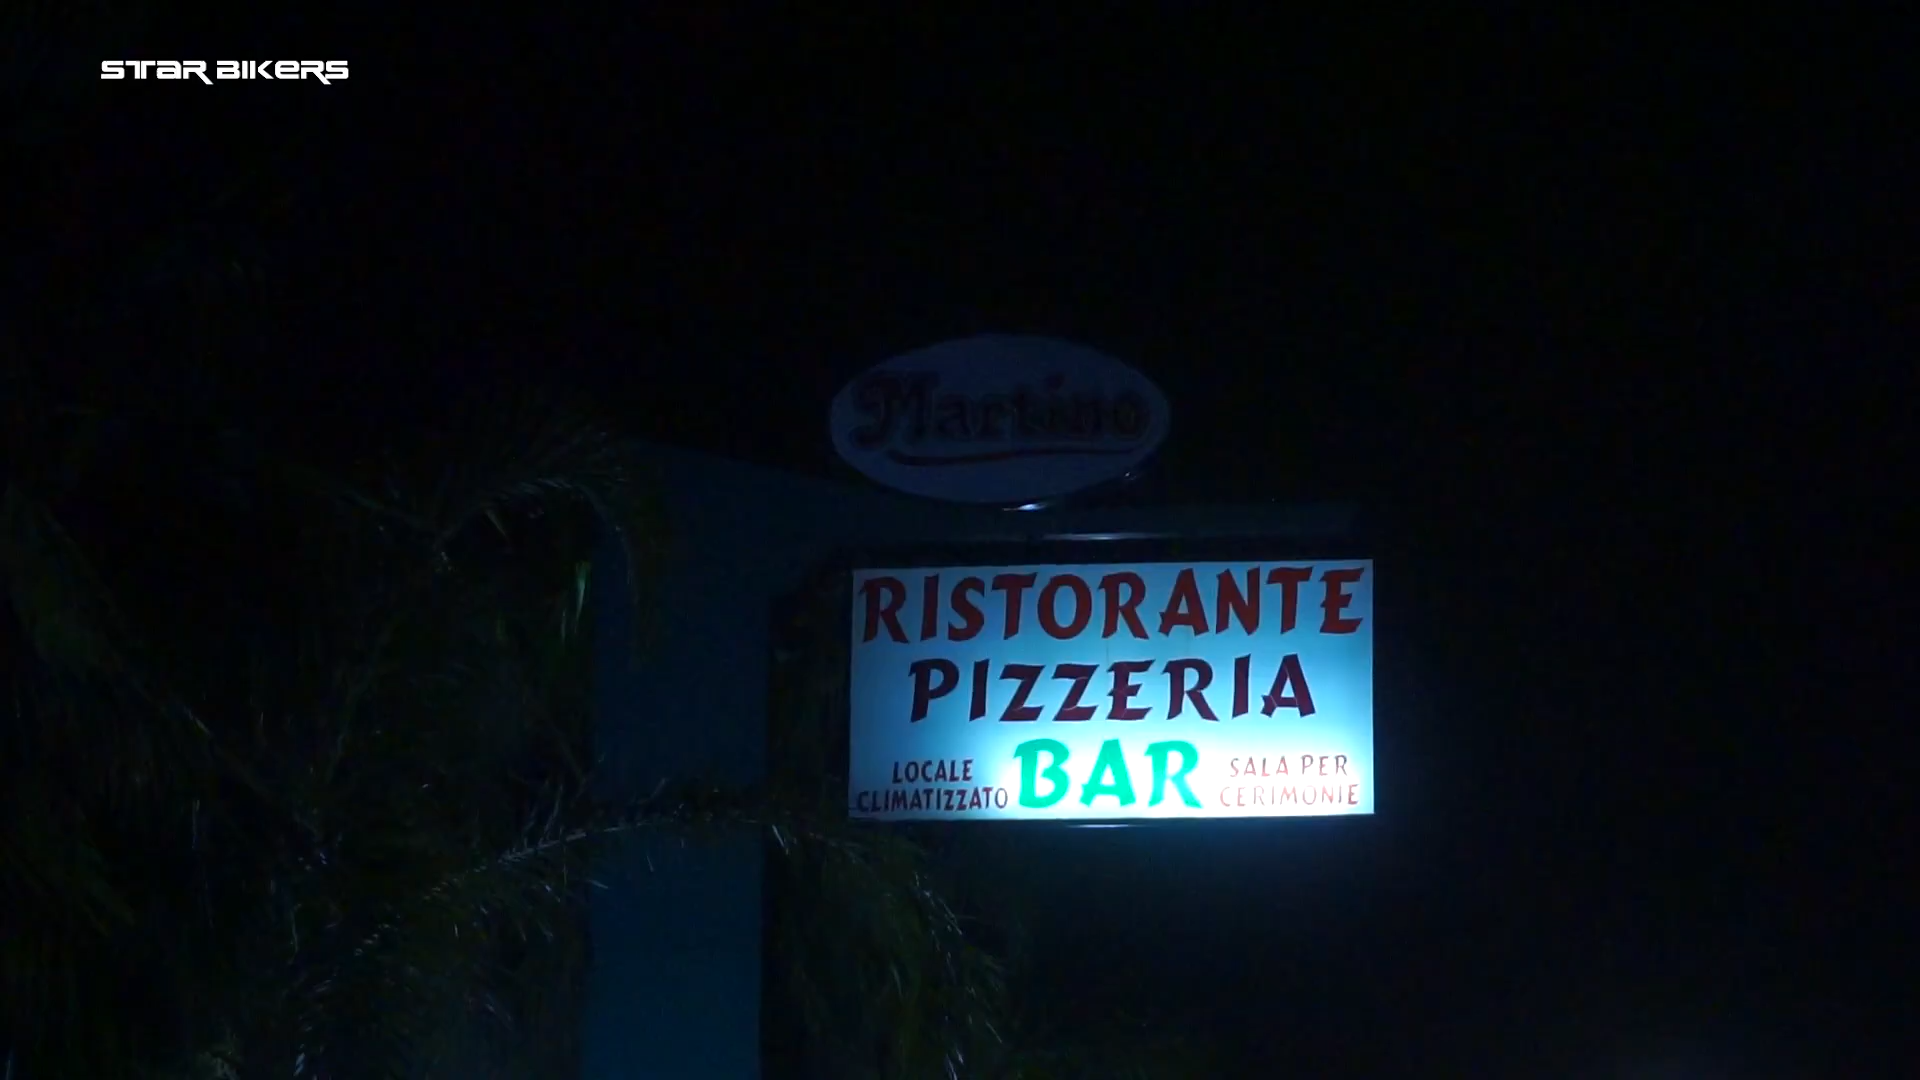 STAR BIKERS
Martino
RISTORANTE
PIZZERIA
BAR
LOCALE
CLIMATIZZATO
SALA PER
CERIMONIE